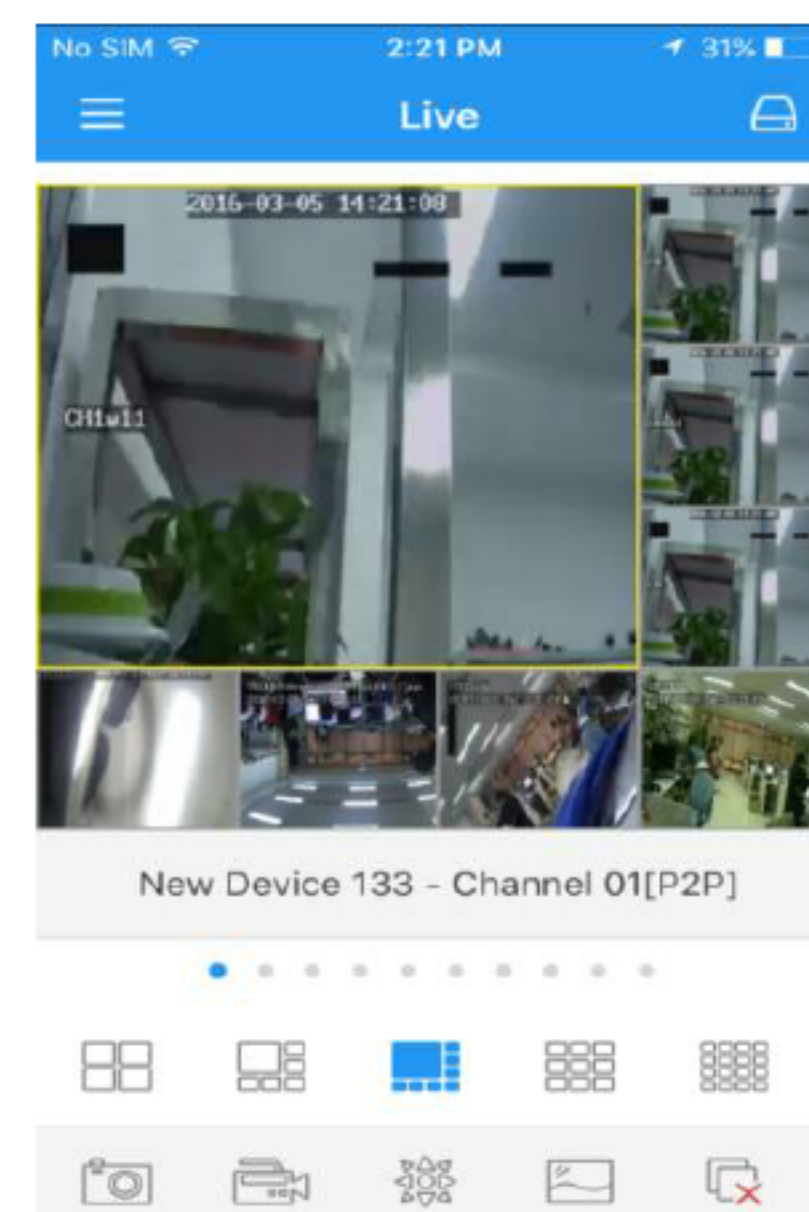 No SIM 2:21 PM 31%
Live
2016-03-05 14:21:08
CH1w11
New Device 133 - Channel 01[P2P]